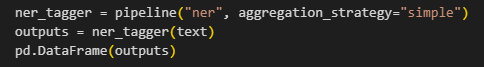 ner_tagger = pipeline("ner", aggregation_strategy="simple")
outputs = ner_tagger(text)
pd.DataFrame(outputs)